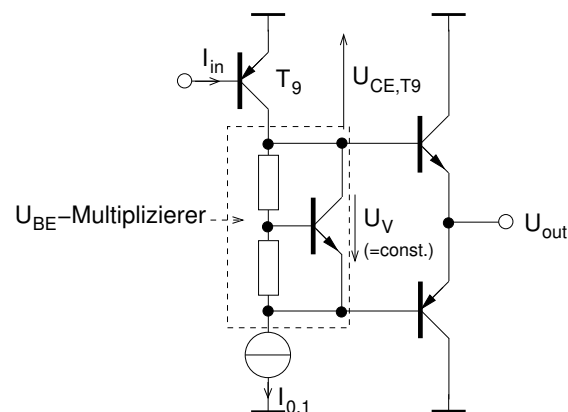 I_in
T_9
U_CE,T9
U_BE–Multiplizierer
U_V
(=const.)
U_out
I_0,1